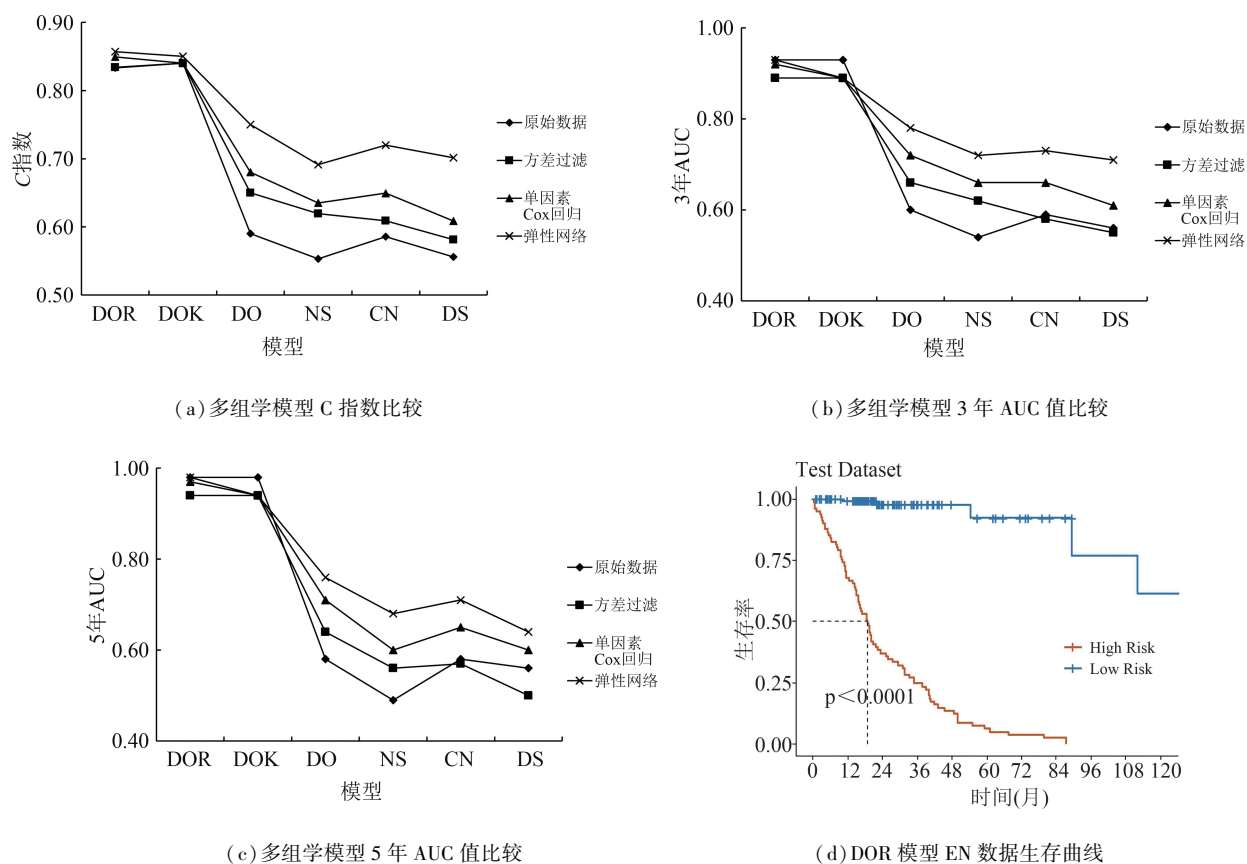 0.90
0.80
0.70
0.60
0.50
C指数
DOR DOK DO NS CN DS
模型
原始数据
方差过滤
单因素
Cox回归
弹性网络
(a)多组学模型 C 指数比较
1.00
0.80
0.60
0.40
3年AUC
DOR DOK DO NS CN DS
模型
原始数据
方差过滤
单因素
Cox回归
弹性网络
(b)多组学模型 3 年 AUC 值比较
1.00
0.80
0.60
0.40
5年AUC
DOR DOK DO NS CN DS
模型
原始数据
方差过滤
单因素
Cox回归
弹性网络
(c)多组学模型 5 年 AUC 值比较
Test Dataset
1.00
0.75
0.50
0.25
0.00
生存率
High Risk
Low Risk
p<0.0001
0 12 24 36 48 60 72 84 96 108 120
时间(月)
(d)DOR 模型 EN 数据生存曲线